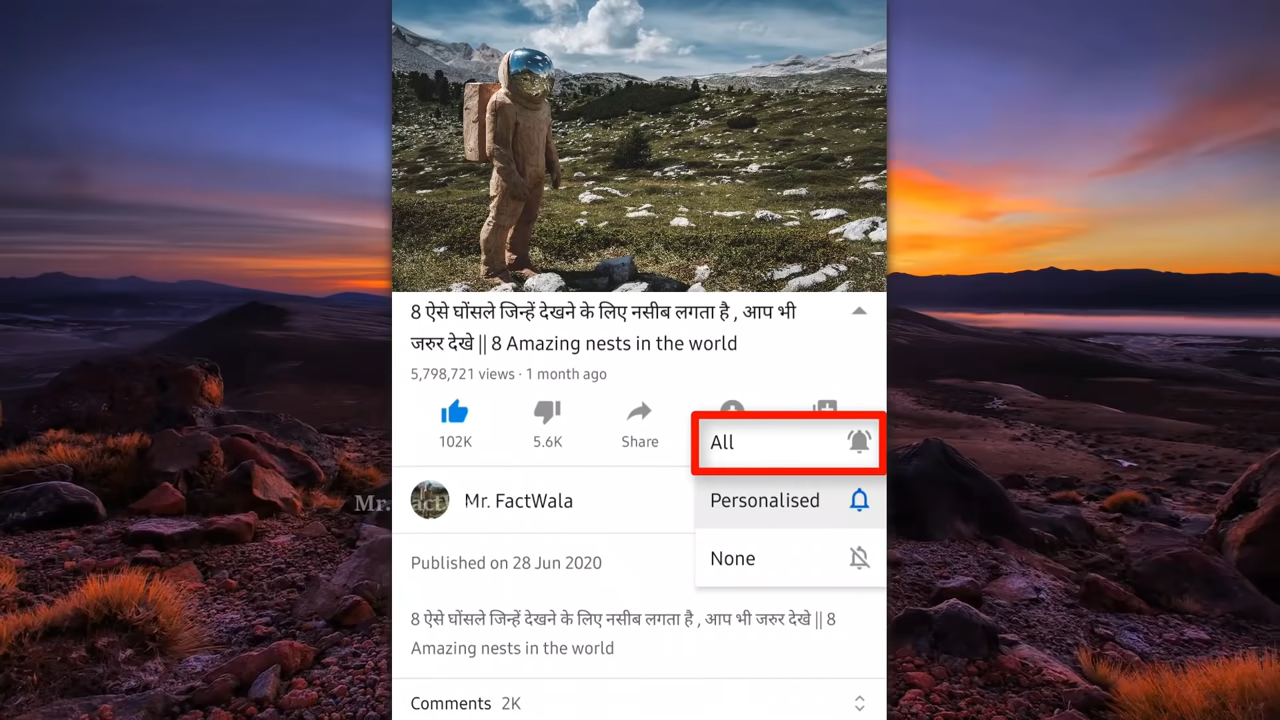 8 ऐसे घोंसले जिन्हें देखने के लिए नसीब लगता है , आप भी
जरुर देखे || 8 Amazing nests in the world
5,798,721 views · 1 month ago
102K
5.6K
Share
All
Mr. FactWala
Personalised
None
Published on 28 Jun 2020
8 ऐसे घोंसले जिन्हें देखने के लिए नसीब लगता है , आप भी जरुर देखे || 8
Amazing nests in the world
Comments 2K